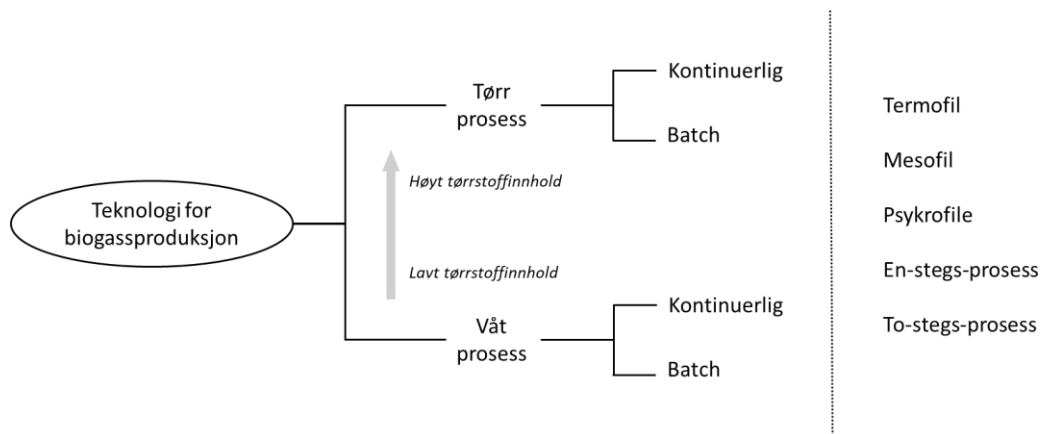 Teknologi for
biogassproduksjon
Tørr
prosess
Kontinuerlig
Batch
Høyt tørrstoffinnhold
Lavt tørrstoffinnhold
Våt
prosess
Kontinuerlig
Batch
Termofil
Mesofil
Psykrofile
En-stegs-prosess
To-stegs-prosess